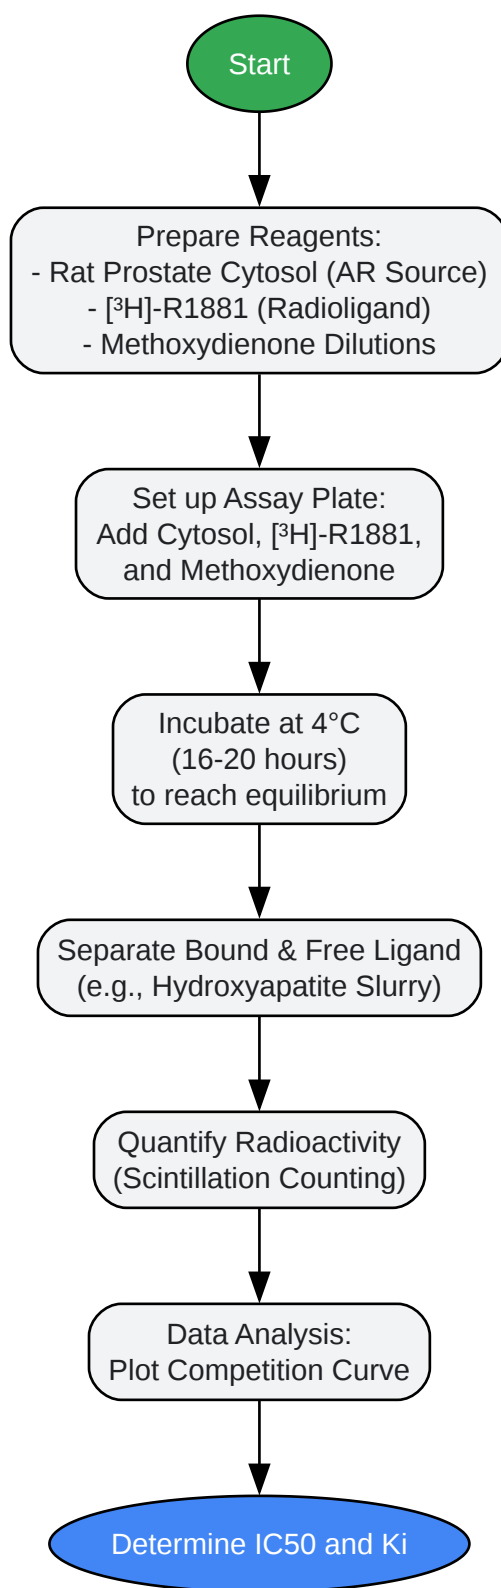 Start
Prepare Reagents:
- Rat Prostate Cytosol (AR Source)
- [³H]-R1881 (Radioligand)
- Methoxydienone Dilutions
Set up Assay Plate:
Add Cytosol, [³H]-R1881,
and Methoxydienone
Incubate at 4°C
(16-20 hours)
to reach equilibrium
Separate Bound & Free Ligand
(e.g., Hydroxyapatite Slurry)
Quantify Radioactivity
(Scintillation Counting)
Data Analysis:
Plot Competition Curve
Determine IC50 and Ki